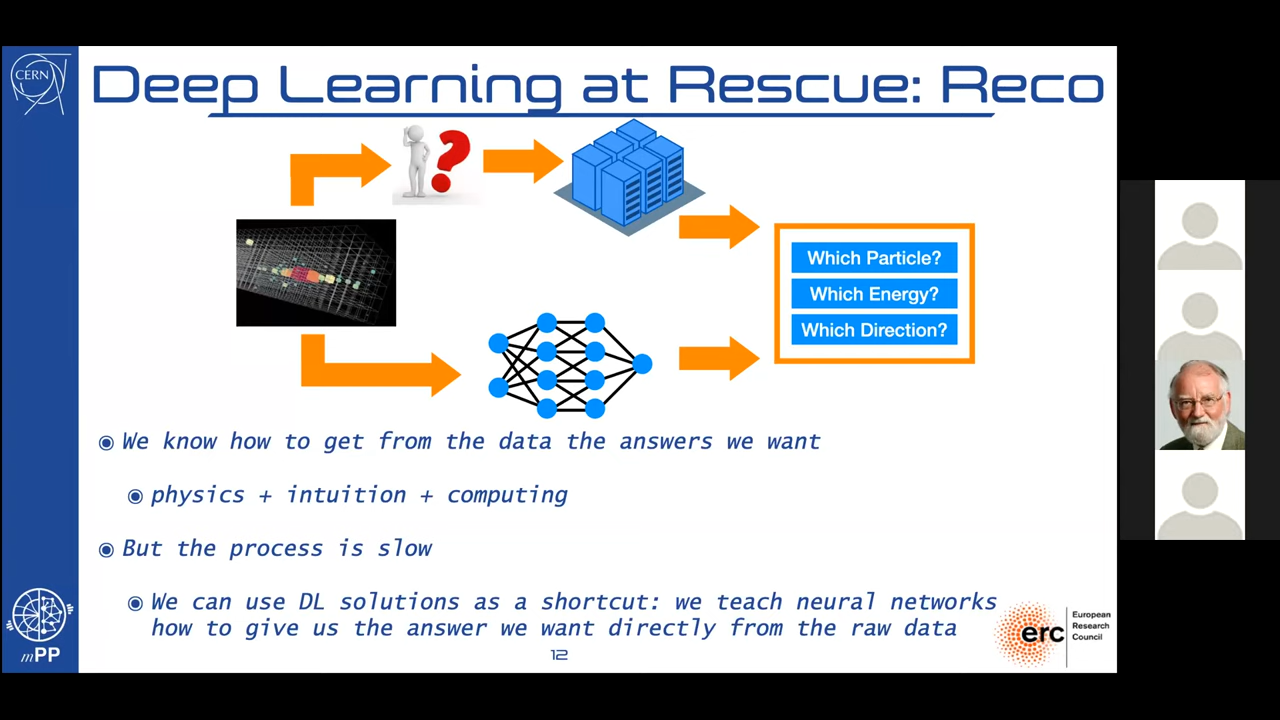 CERN
Deep Learning at Rescue: Reco
Which Particle?
Which Energy?
Which Direction?
◉ We know how to get from the data the answers we want
◉ physics + intuition + computing
◉ But the process is slow
◉ We can use DL solutions as a shortcut: we teach neural networks
how to give us the answer we want directly from the raw data
mPP
12
erc
European
Research
Council